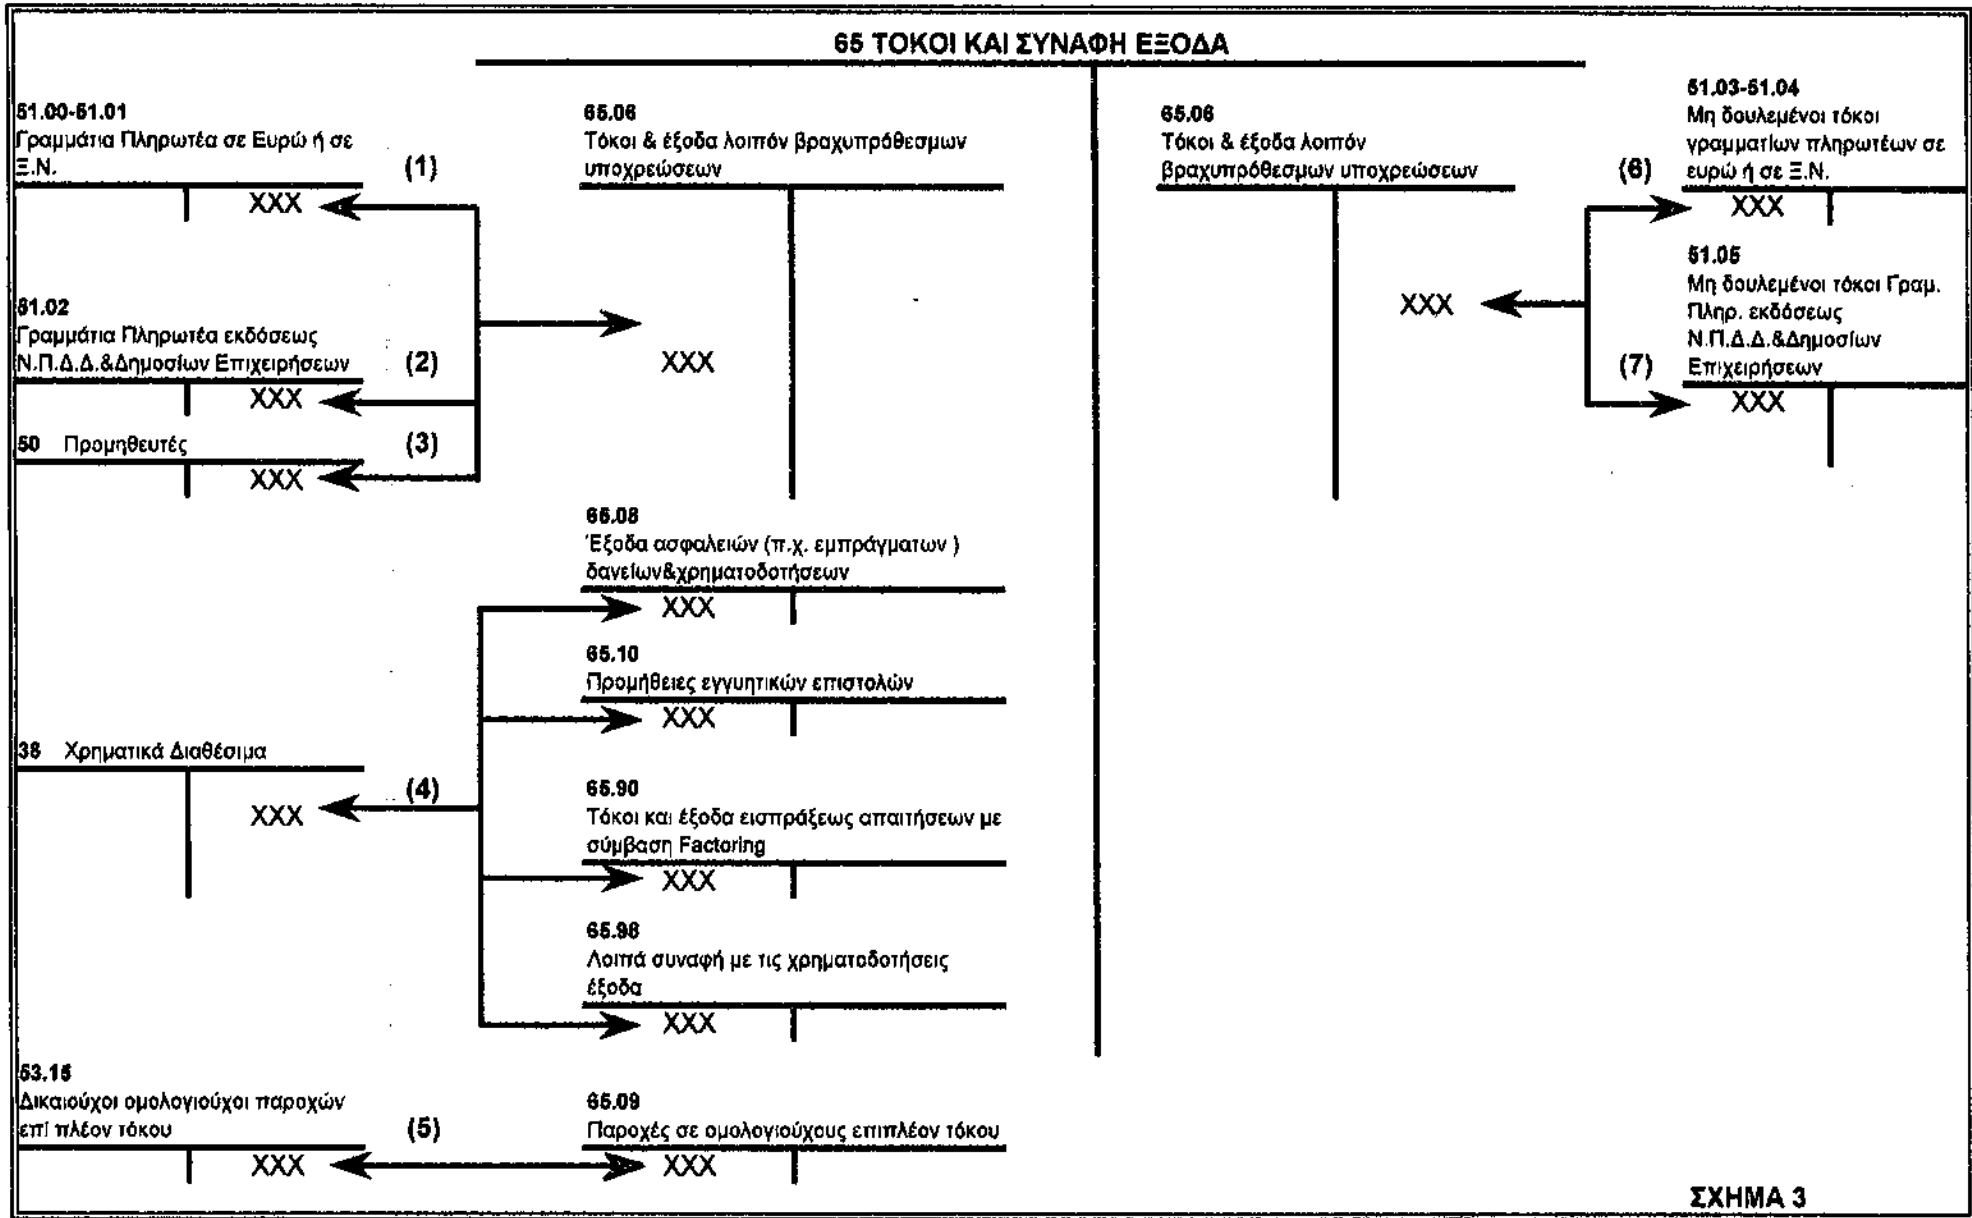 65 ΤΟΚΟΙ ΚΑΙ ΣΥΝΑΦΗ ΕΞΟΔΑ
51.00-51.01
Γραμμάτια Πληρωτέα σε Ευρώ ή σε
Ξ.Ν.
(1)
XXX
65.06
Τόκοι & έξοδα λοιπόν βραχυπρόθεσμων
υποχρεώσεων
XXX
51.02
Γραμμάτια Πληρωτέα εκδόσεως
Ν.Π.Δ.Δ.&Δημοσίων Επιχειρήσεων
(2)
XXX
50 Προμηθευτές
(3)
XXX
65.06
Τόκοι & έξοδα λοιπόν
βραχυπρόθεσμων υποχρεώσεων
XXX
51.03-51.04
Μη δουλεμένοι τόκοι
γραμματίων πληρωτέων σε
ευρώ ή σε Ξ.Ν.
(6)
XXX
51.05
Μη δουλεμένοι τόκοι Γραμ.
Πληρ. εκδόσεως
Ν.Π.Δ.Δ.&Δημοσίων
Επιχειρήσεων
(7)
XXX
65.08
Έξοδα ασφαλειών (π.χ. εμπράγματων )
δανείων&χρηματοδοτήσεων
XXX
65.10
Προμήθειες εγγυητικών επιστολών
XXX
38 Χρηματικά Διαθέσιμα
(4)
XXX
65.90
Τόκοι και έξοδα εισπράξεως απαιτήσεων με
σύμβαση Factoring
XXX
65.98
Λοιπά συναφή με τις χρηματοδοτήσεις
έξοδα
XXX
53.15
Δικαιούχοι ομολογιούχοι παροχών
επί πλέον τόκου
(5)
XXX
65.09
Παροχές σε ομολογιούχους επιπλέον τόκου
XXX
ΣΧΗΜΑ 3